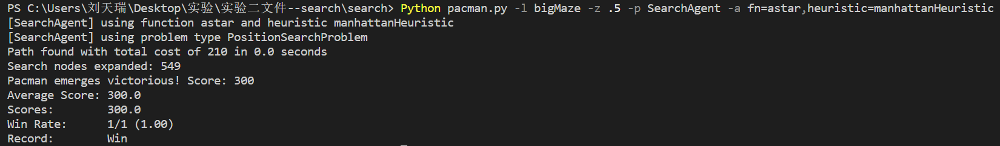 PS C:\Users\刘天瑞\Desktop\实验\实验二文件--search\search> Python pacman.py -l bigMaze -z .5 -p SearchAgent -a fn=astar,heuristic=manhattanHeuristic
[SearchAgent] using function astar and heuristic manhattanHeuristic
[SearchAgent] using problem type PositionSearchProblem
Path found with total cost of 210 in 0.0 seconds
Search nodes expanded: 549
Pacman emerges victorious! Score: 300
Average Score: 300.0
Scores:        300.0
Win Rate:      1/1 (1.00)
Record:        Win